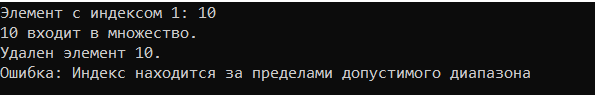 Элемент с индексом 1: 10
10 входит в множество.
Удален элемент 10.
Ошибка: Индекс находится за пределами допустимого диапазона